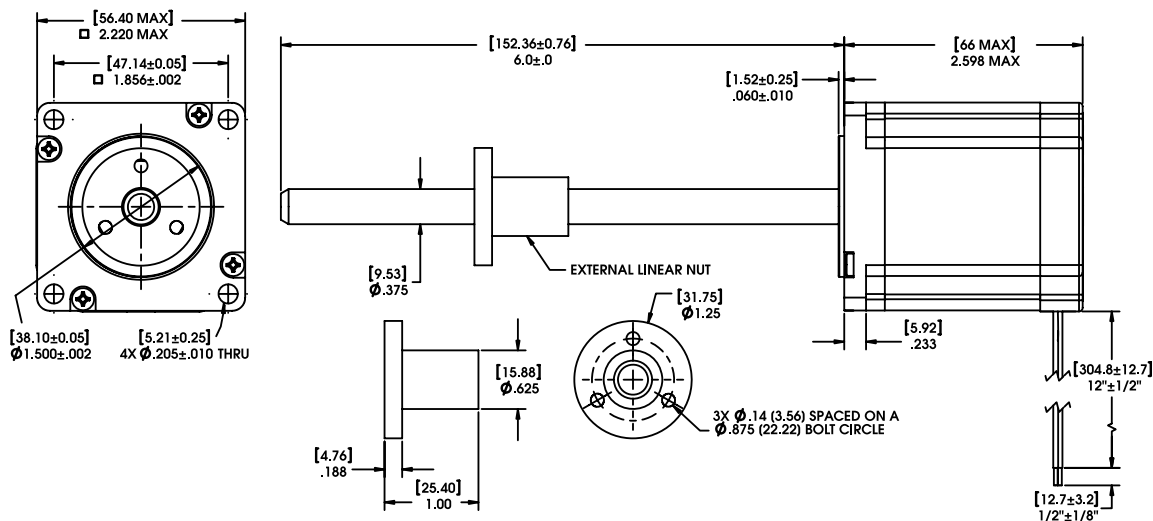 [56.40 MAX]
□ 2.220 MAX
[47.14±0.05]
□ 1.856±.002
[152.36±0.76]
6.0±.0
[66 MAX]
2.598 MAX
[1.52±0.25]
.060±.010
EXTERNAL LINEAR NUT
[9.53]
Ø.375
[38.10±0.05]
Ø1.500±.002
[5.21±0.25]
4X Ø.205±.010 THRU
[31.75]
Ø1.25
[5.92]
.233
[15.88]
Ø.625
[304.8±12.7]
12"±1/2"
3X Ø.14 (3.56) SPACED ON A
Ø.875 (22.22) BOLT CIRCLE
[4.76]
.188
[25.40]
1.00
[12.7±3.2]
1/2"±1/8"